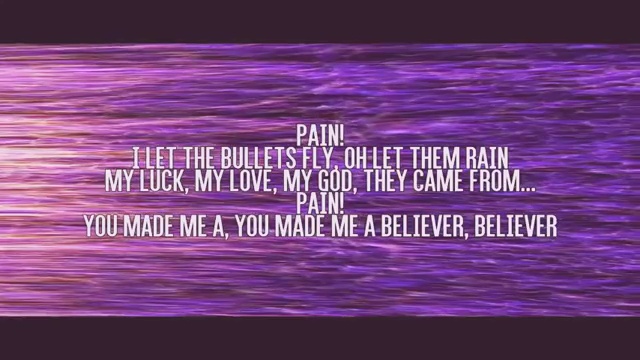 PAIN!
I LET THE BULLETS FLY, OH LET THEM RAIN
MY LUCK, MY LOVE, MY GOD, THEY CAME FROM...
PAIN!
YOU MADE ME A, YOU MADE ME A BELIEVER, BELIEVER